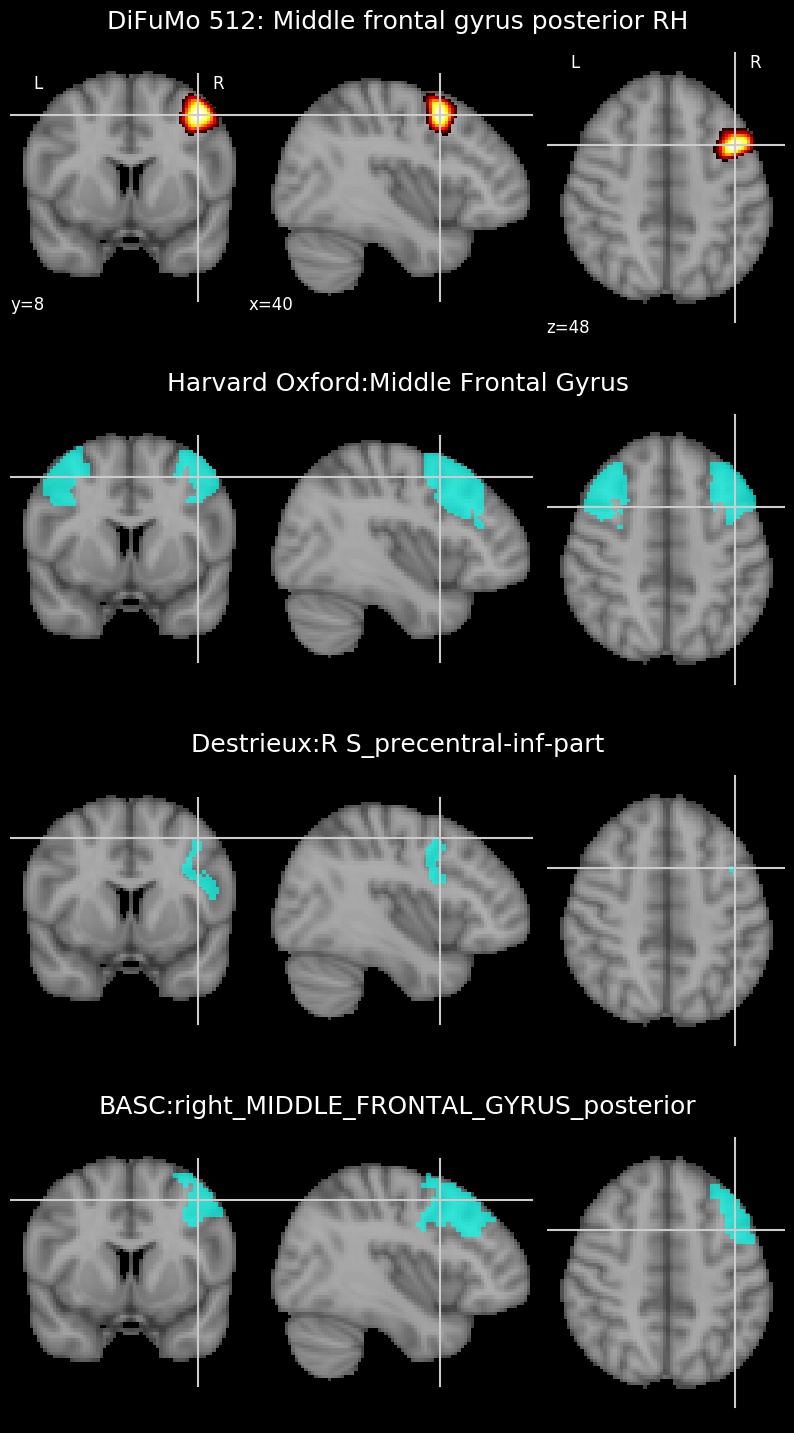 DiFuMo 512: Middle frontal gyrus posterior RH
L R L R
y=8 x=40 z=48
Harvard Oxford:Middle Frontal Gyrus
Destrieux:R S_precentral-inf-part
BASC:right_MIDDLE_FRONTAL_GYRUS_posterior